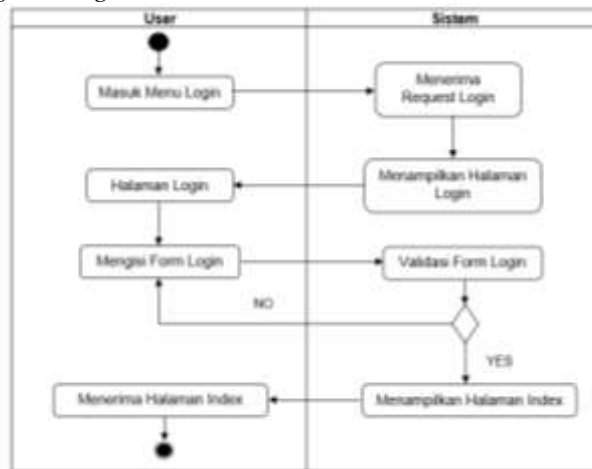 User
Sistem
Masuk Menu Login
Menerima
Request Login
Halaman Login
Menampilkan Halaman
Login
Mengisi Form Login
Validasi Form Login
NO
YES
Menerima Halaman Index
Menampilkan Halaman Index